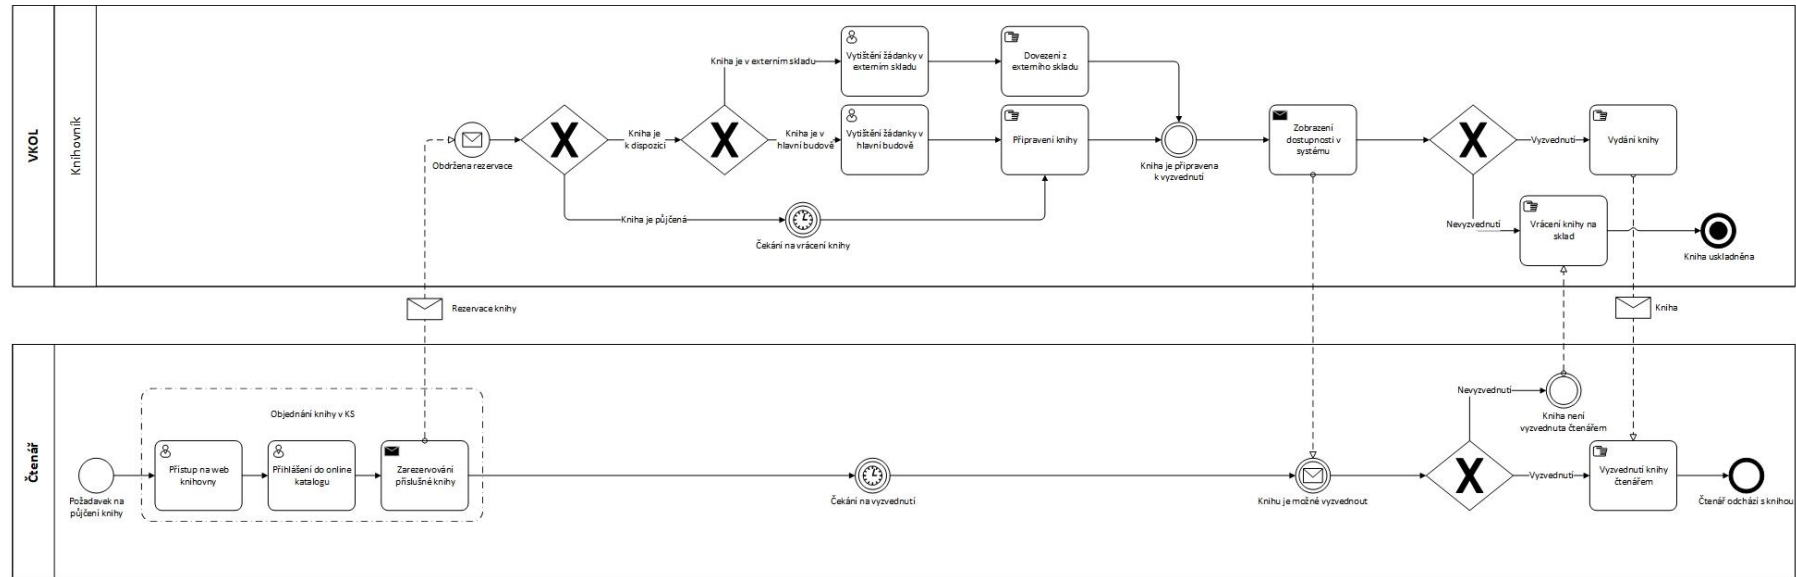 VKOL
Knihovník
Obdržena rezervace
Kniha je
k dispozici
Kniha je v externím skladu
Kniha je v
hlavní budově
Kniha je půjčená
Čekání na vrácení knihy
Vytištění žádanky v
externím skladu
Vytištění žádanky v
hlavní budově
Dovezení z
externího skladu
Připravení knihy
Kniha je připravena
k vyzvednutí
Zobrazení
dostupnosti v
systému
Vyzvednutí
Nevyzvednutí
Vydání knihy
Vrácení knihy na
sklad
Kniha uskladněna
Rezervace knihy
Kniha
Čtenář
Požadavek na
půjčení knihy
Objednání knihy v KS
Přístup na web
knihovny
Přihlášení do online
katalogu
Zarezervování
příslušné knihy
Čekání na vyzvednutí
Knihu je možné vyzvednout
Nevyzvednutí
Kniha není
vyzvednuta čtenářem
Vyzvednutí
Vyzvednutí knihy
čtenářem
Čtenář odchází s knihou